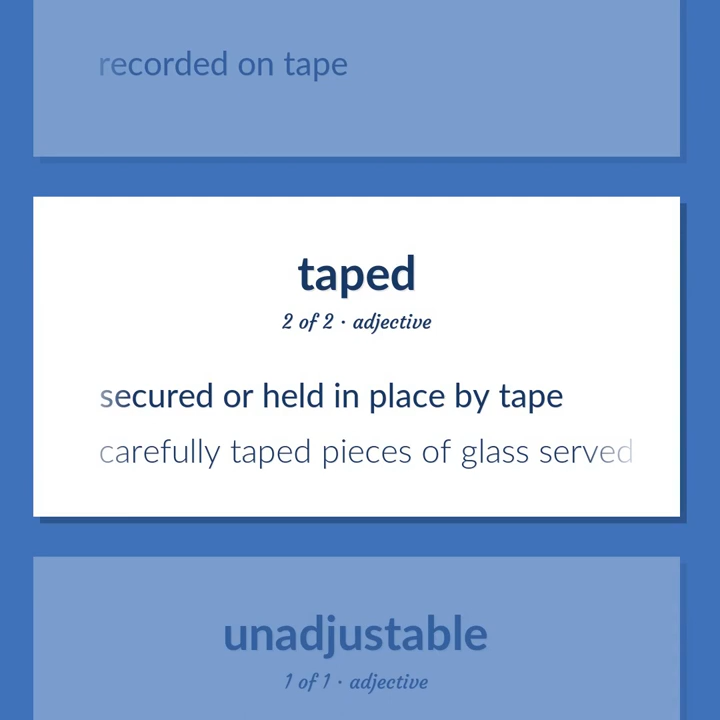 recorded on tape
taped
2 of 2 · adjective
secured or held in place by tape
carefully taped pieces of glass served
unadjustable
1 of 1 · adjective